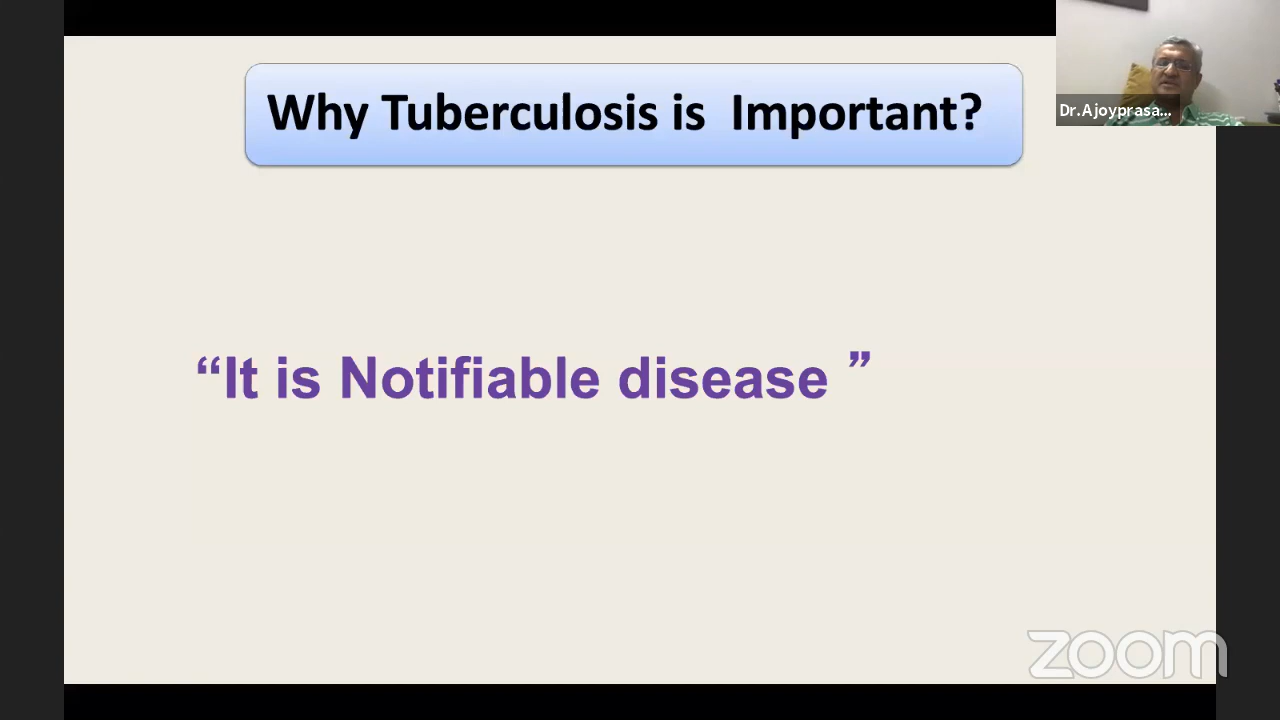 Why Tuberculosis is  Important?
Dr.Ajoyprasa...
“It is Notifiable disease ”
zoom